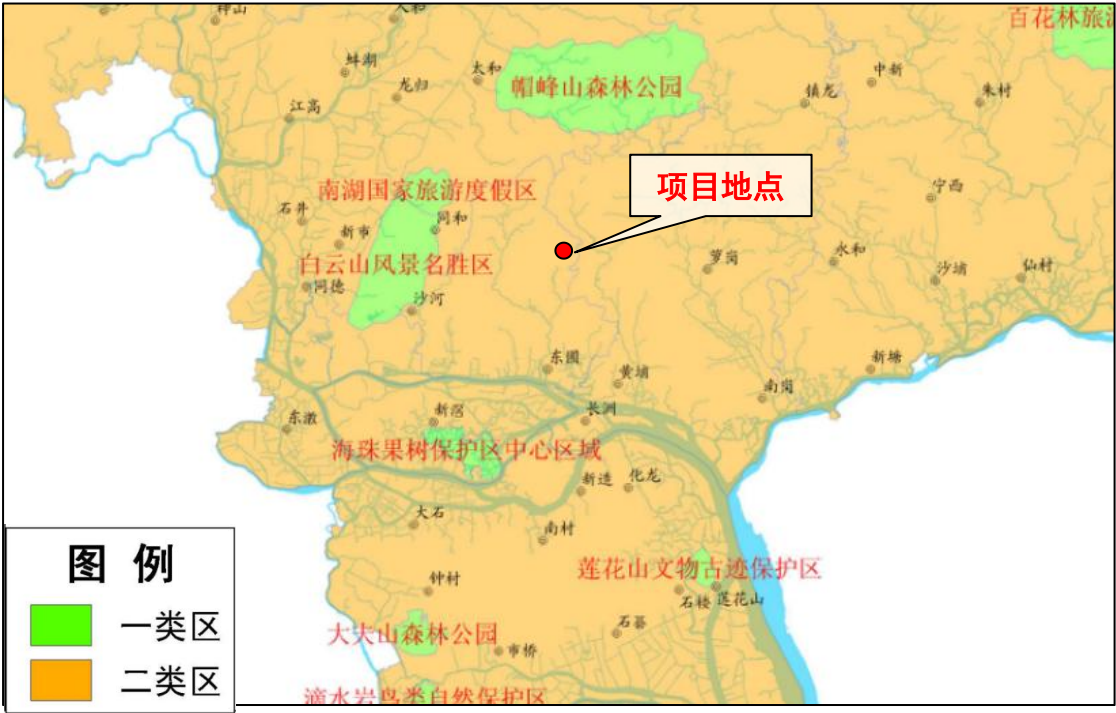 神山
人和
百花林旅游
蚌湖
太和
龙归
帽峰山森林公园
中新
镇龙
朱村
江高
南湖国家旅游度假区
项目地点
宁西
石井
同和
新市
白云山风景名胜区
萝岗
永和
沙埔
仙村
同德
沙河
东圃
黄埔
新塘
南岗
东漖
新滘
长洲
海珠果树保护区中心区域
新造
化龙
大石
南村
莲花山文物古迹保护区
钟村
石楼
莲花山
大夫山森林公园
石碁
市桥
滴水岩鸟类自然保护区
图 例
一类区
二类区